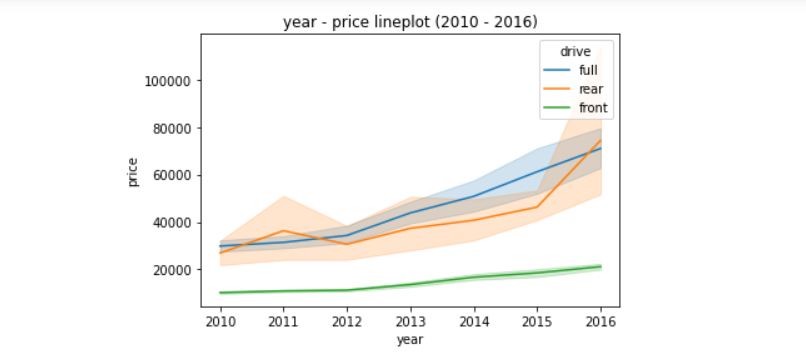 year - price lineplot (2010 - 2016)
drive
full
rear
front
100000
80000
60000
40000
20000
price
2010 2011 2012 2013 2014 2015 2016
year